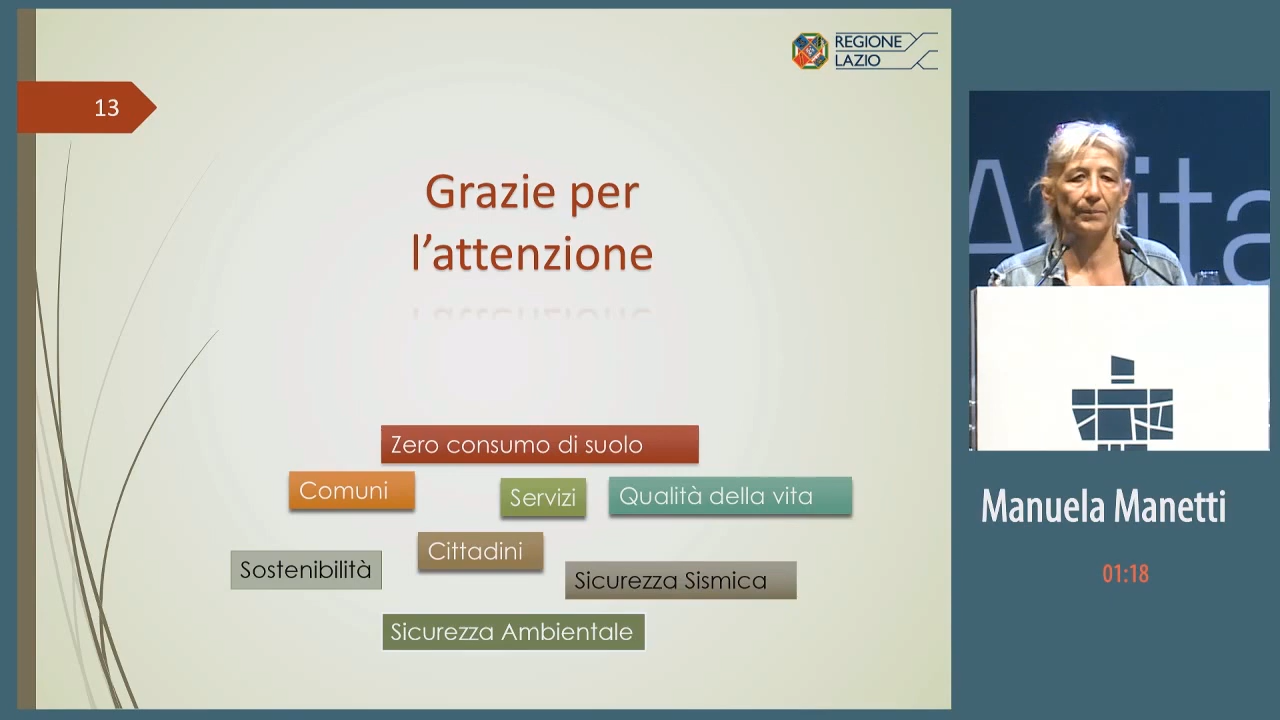 REGIONE
LAZIO
13
Grazie per
l'attenzione
Zero consumo di suolo
Comuni
Servizi
Qualità della vita
Cittadini
Sostenibilità
Sicurezza Sismica
Sicurezza Ambientale
Manuela Manetti
01:18